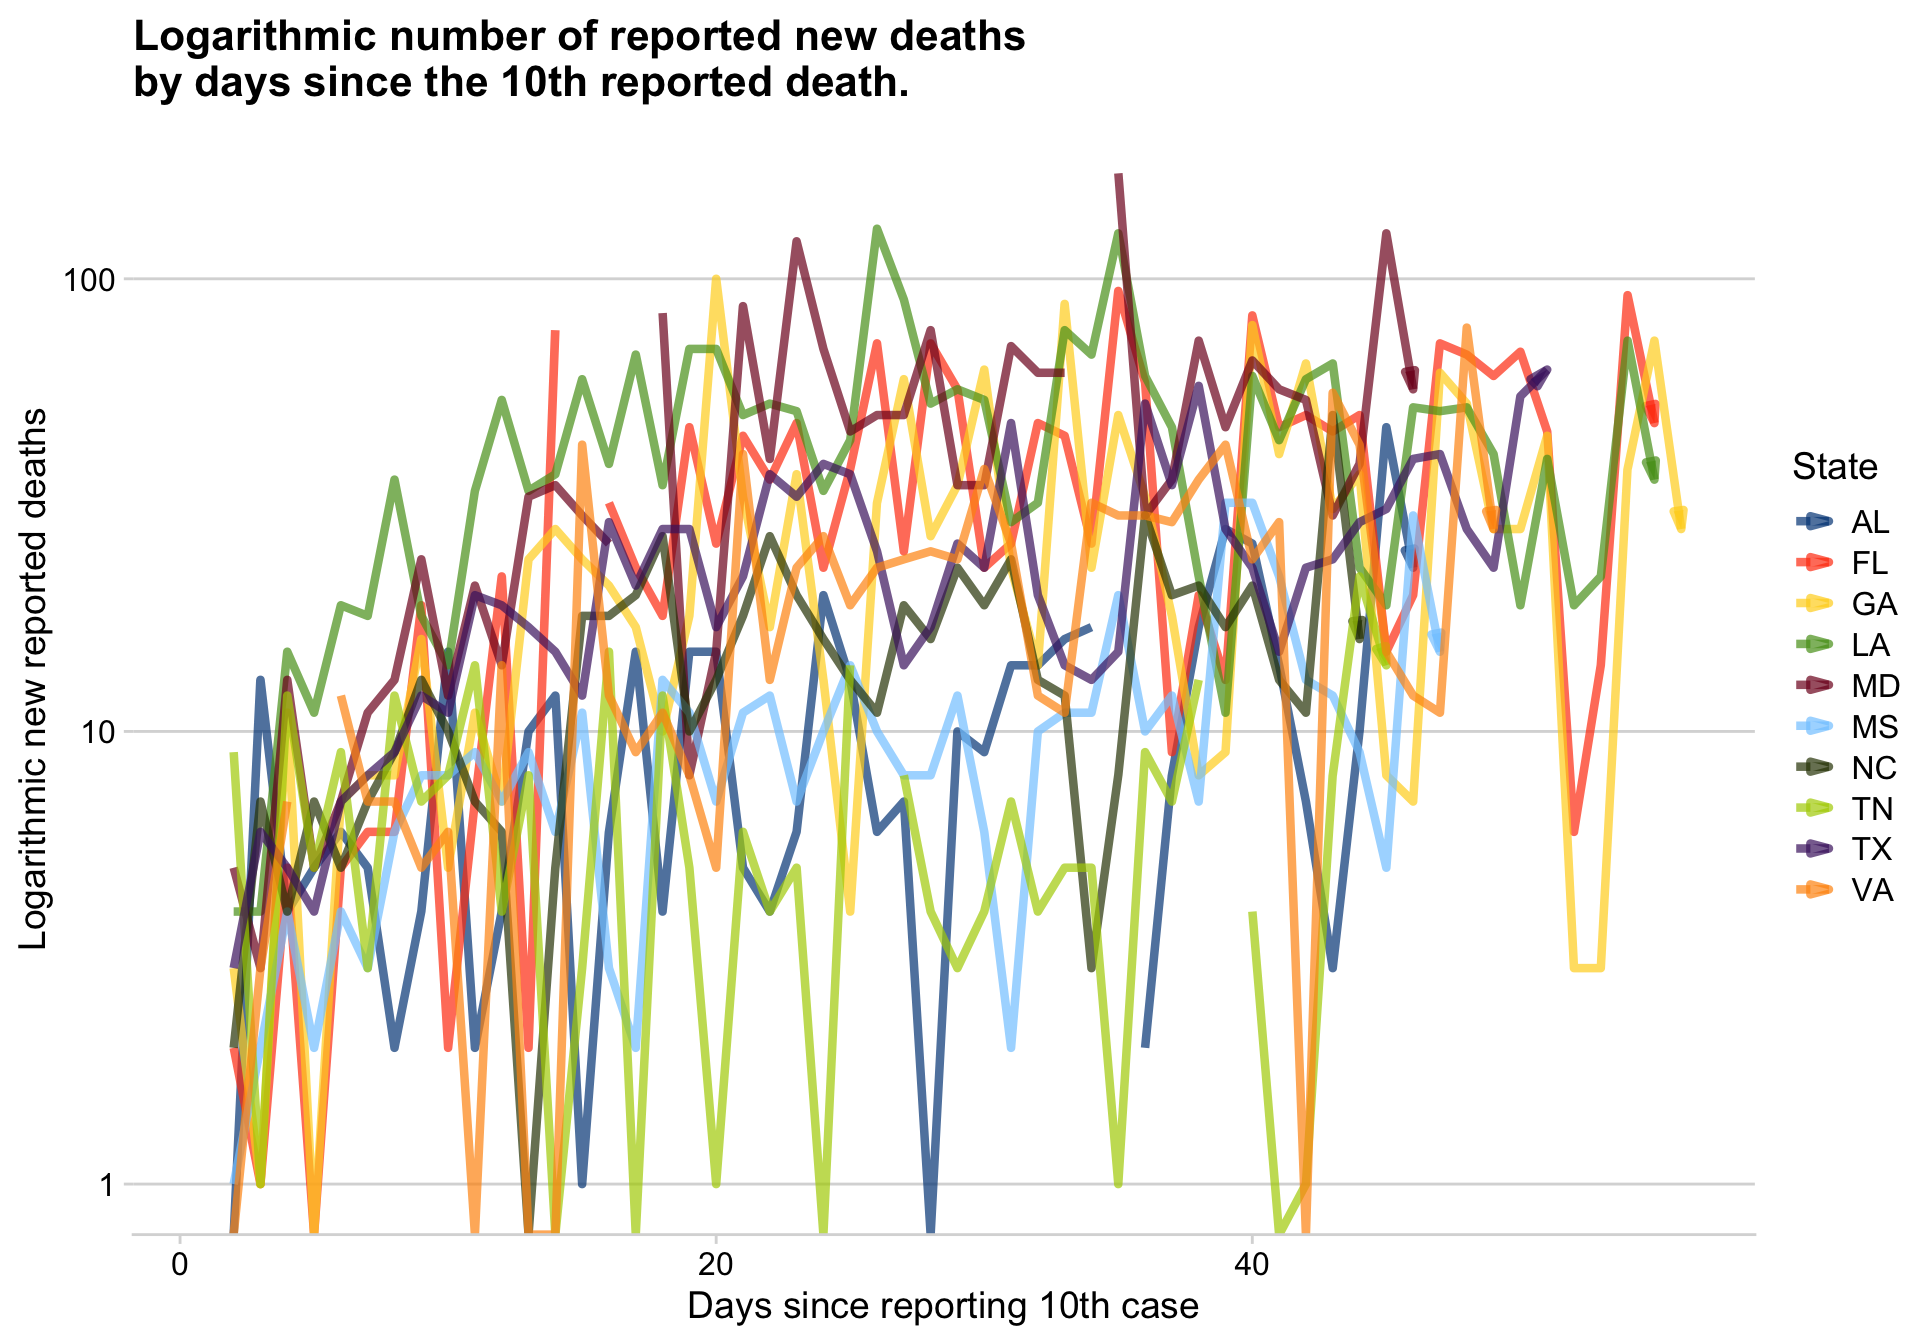 Logarithmic number of reported new deaths
by days since the 10th reported death.
Logarithmic new reported deaths
100
10
1
0
20
40
Days since reporting 10th case
State
AL
FL
GA
LA
MD
MS
NC
TN
TX
VA